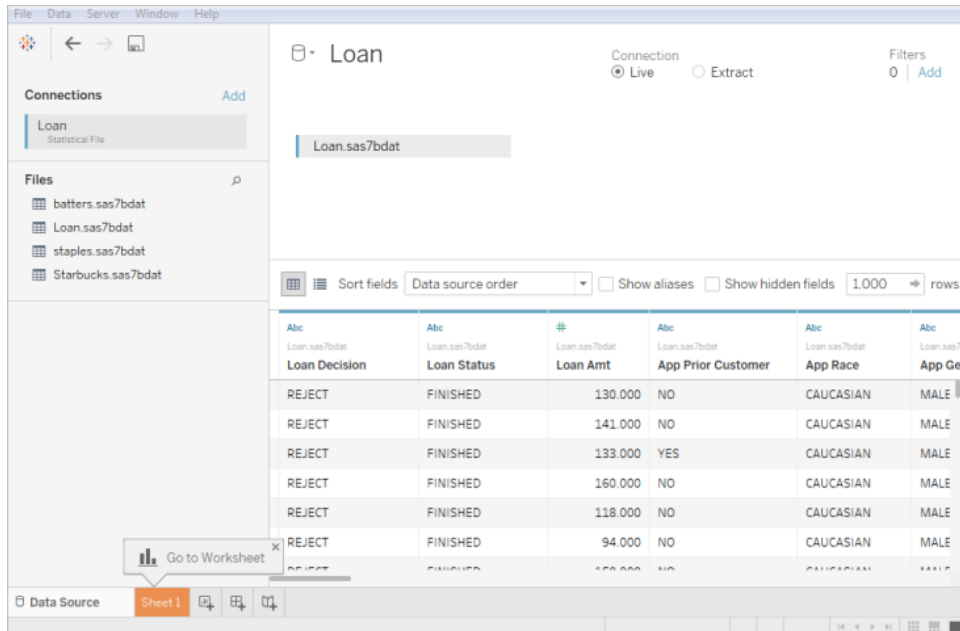 File Data Server Window Help
Loan
Connection
Live Extract
Filters
0 Add
Connections Add
Loan
Statistical File
Files
batters.sas7bdat
Loan.sas7bdat
staples.sas7bdat
Starbucks.sas7bdat
Loan.sas7bdat
Sort fields Data source order Show aliases Show hidden fields 1.000 rows
Abc Abc # Abc Abc Abc
Loan.sas7bdat Loan.sas7bdat Loan.sas7bdat Loan.sas7bdat Loan.sas7bdat Loan.sas7
Loan Decision Loan Status Loan Amt App Prior Customer App Race App Ge
REJECT FINISHED 130.000 NO CAUCASIAN MALE
REJECT FINISHED 141.000 NO CAUCASIAN MALE
REJECT FINISHED 133.000 YES CAUCASIAN MALE
REJECT FINISHED 160.000 NO CAUCASIAN MALE
REJECT FINISHED 118.000 NO CAUCASIAN MALE
REJECT FINISHED 94.000 NO CAUCASIAN MALE
Go to Worksheet
Data Source Sheet 1